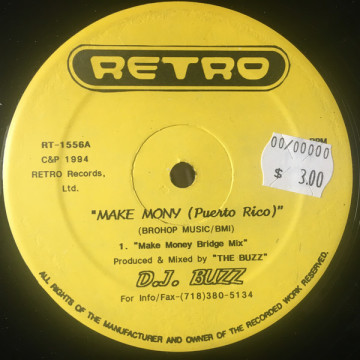 RETRO
RT-1556A
C&P 1994
RETRO Records,
Ltd.
RPM
00/00000
$ 3.00
"MAKE MONY (Puerto Rico)"
(BROHOP MUSIC/BMI)
1. "Make Money Bridge Mix"
Produced & Mixed by "THE BUZZ"
D.J. BUZZ
For Info/Fax-(718)380-5134
ALL RIGHTS OF THE MANUFACTURER AND OWNER OF THE RECORDED WORK RESERVED.